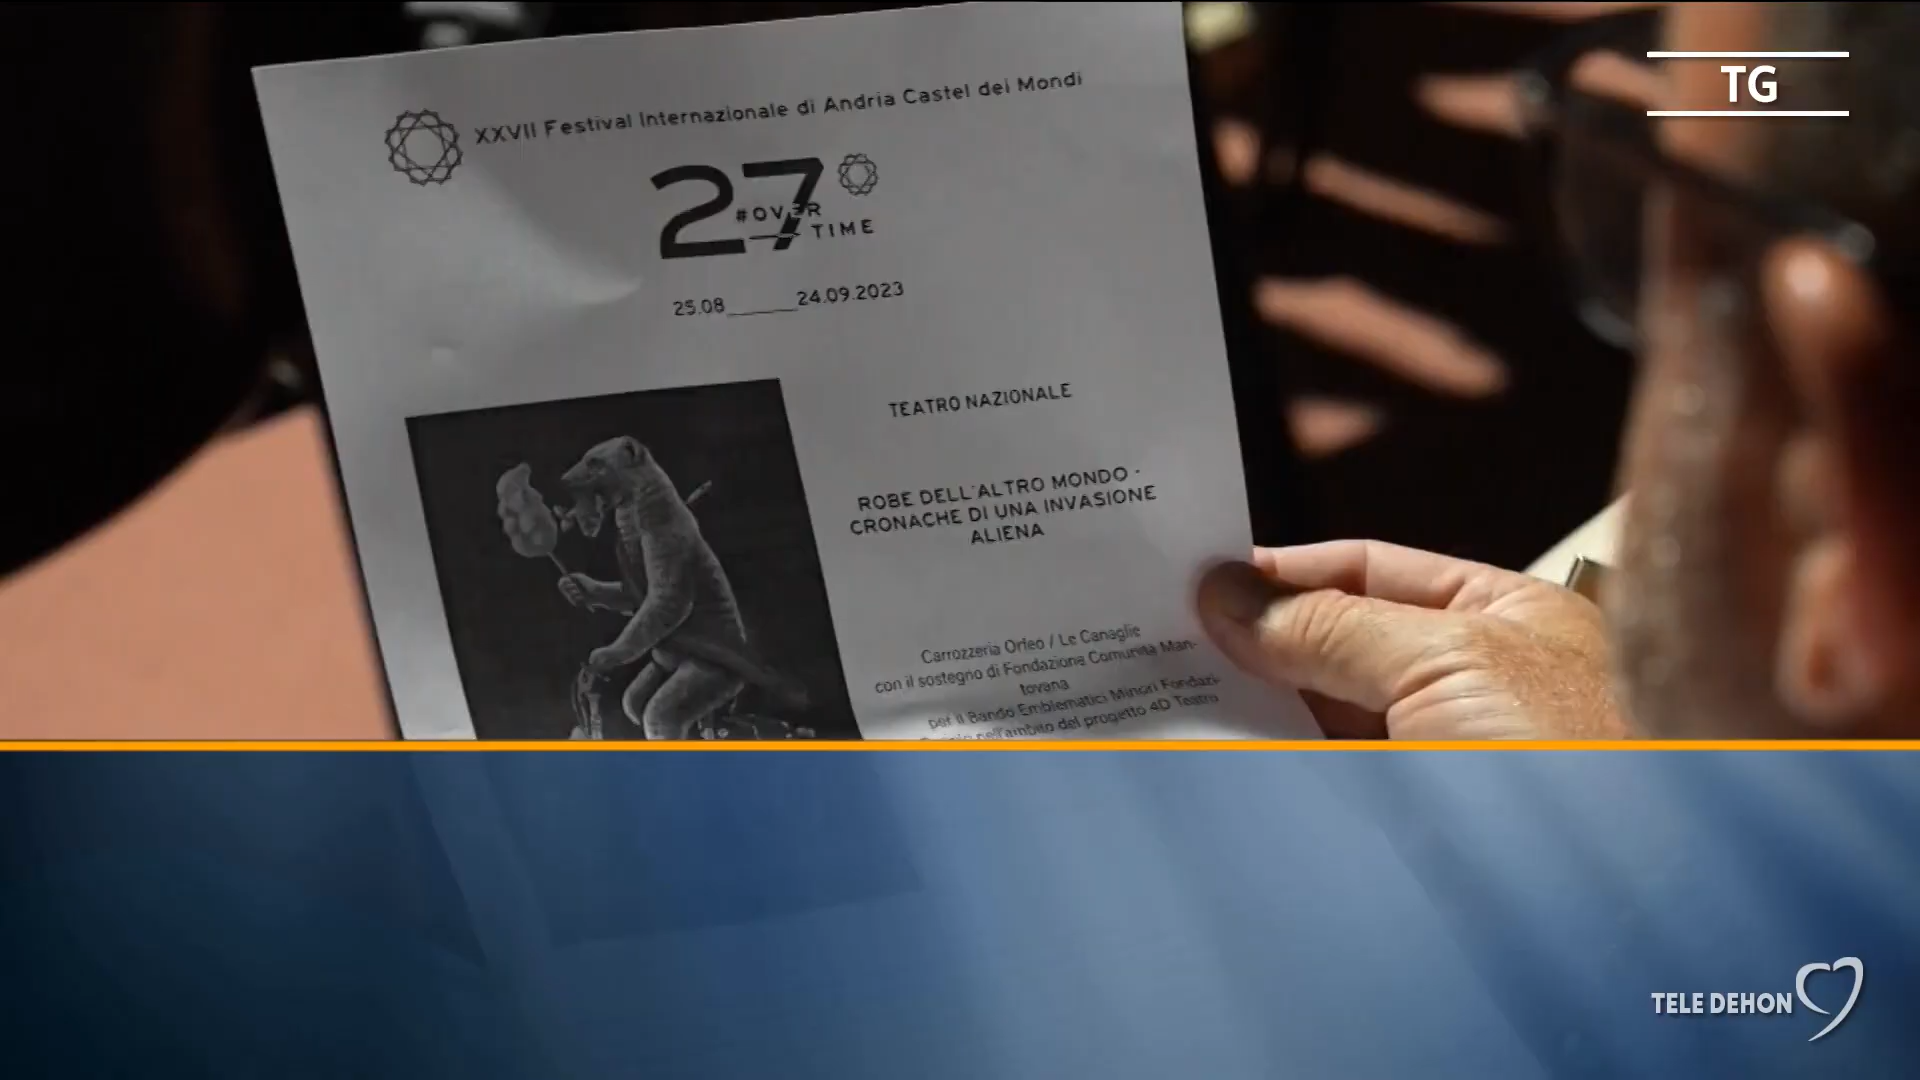 TG
XXVII Festival Internazionale di Andria Castel dei Mondi
27°
#OVER
TIME
25.08______24.09.2023
TEATRO NAZIONALE
ROBE DELL'ALTRO MONDO -
CRONACHE DI UNA INVASIONE
ALIENA
Carrozzeria Orfeo / Le Canaglie
con il sostegno di Fondazione Comunità Man-
tovana
per il Bando Emblematici Minori Fondazi-
nell'ambito del progetto 4D Teatro
TELE DEHON